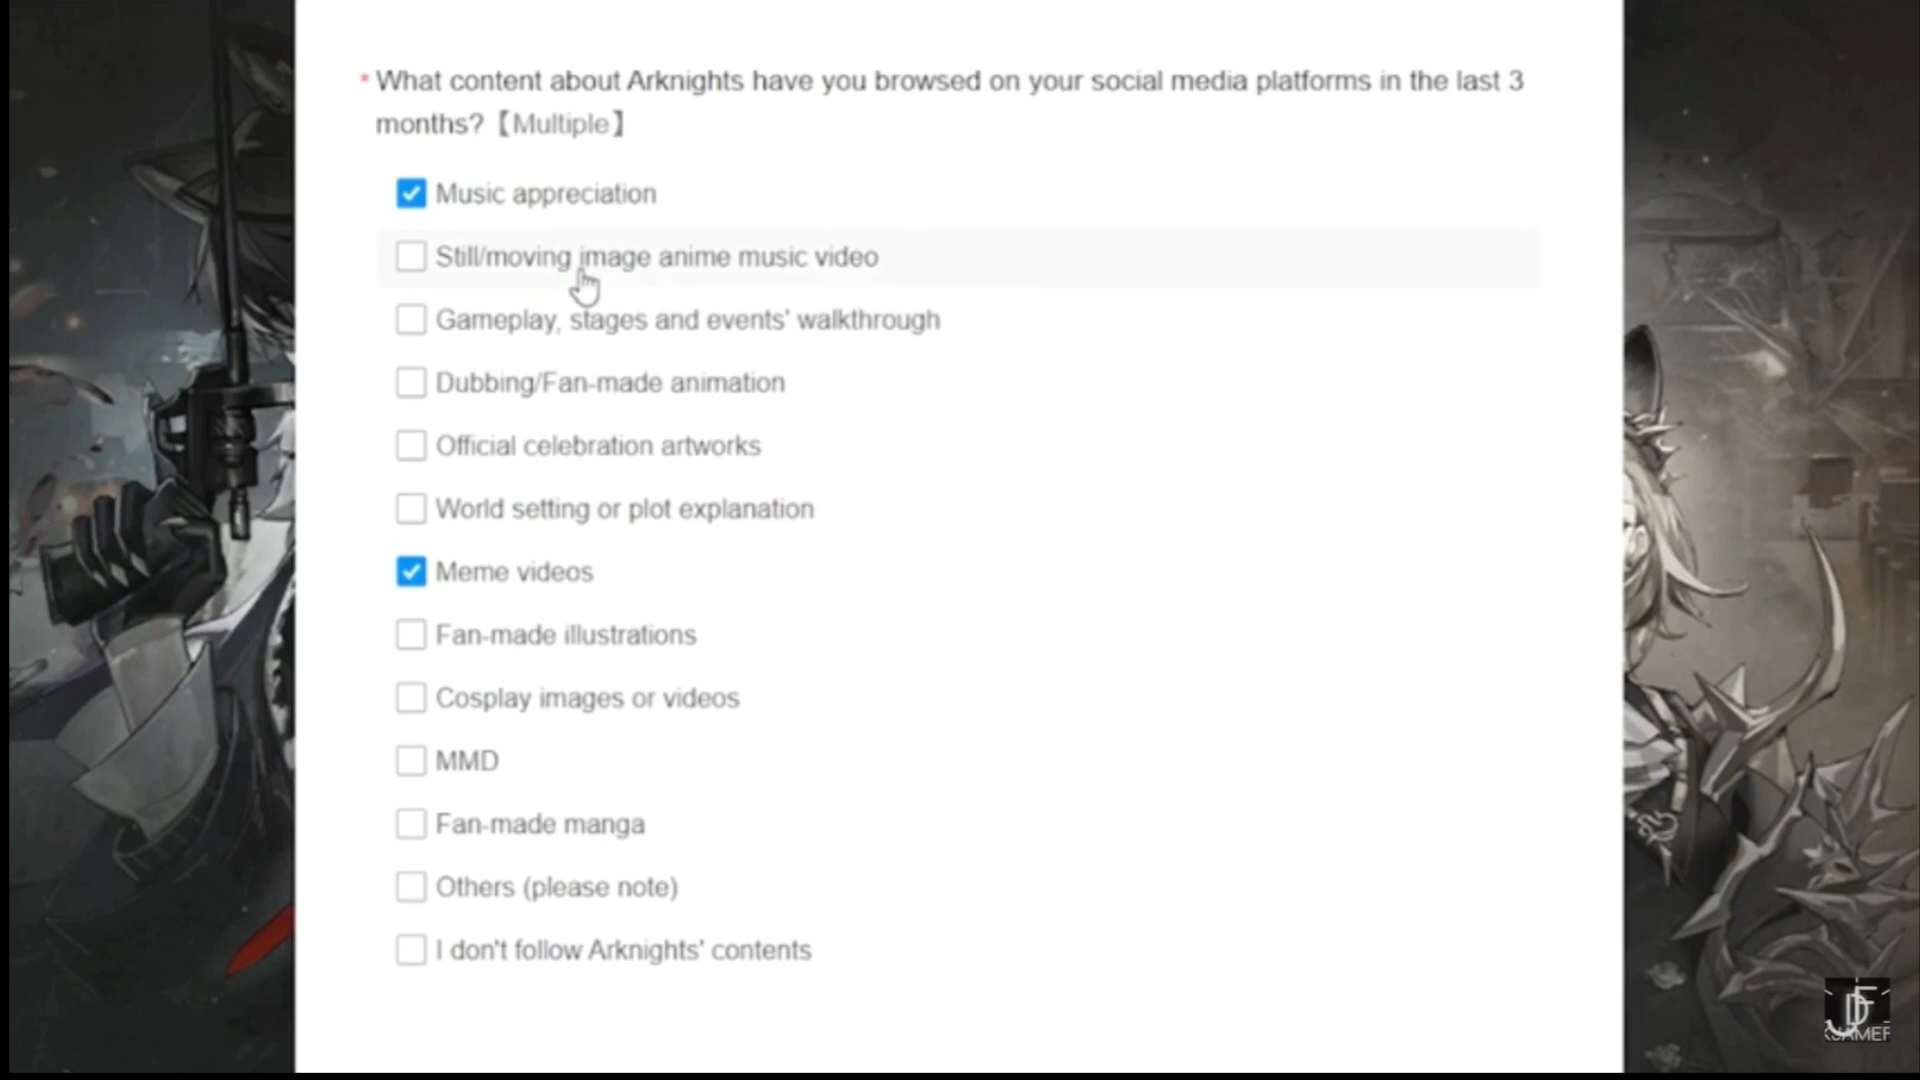 * What content about Arknights have you browsed on your social media platforms in the last 3
months?【Multiple】
Music appreciation
Still/moving image anime music video
Gameplay, stages and events' walkthrough
Dubbing/Fan-made animation
Official celebration artworks
World setting or plot explanation
Meme videos
Fan-made illustrations
Cosplay images or videos
MMD
Fan-made manga
Others (please note)
I don't follow Arknights' contents